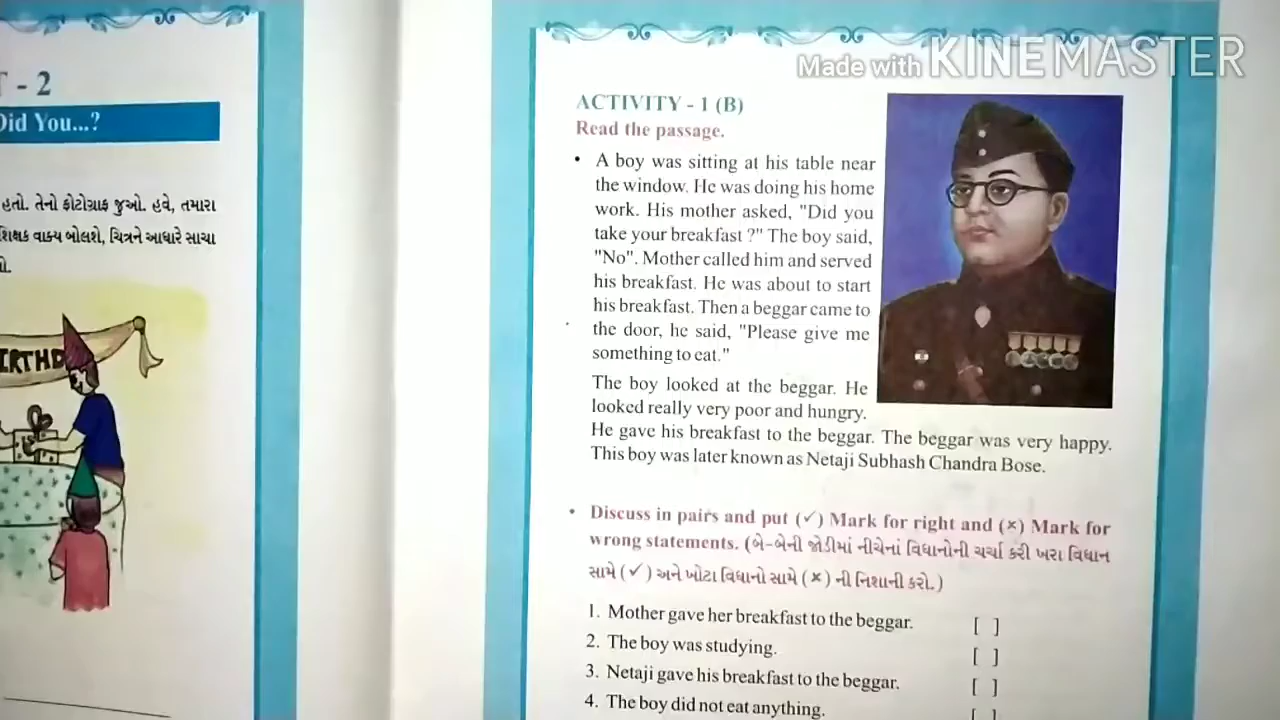 Made with KINEMASTER
T - 2
Did You...?
હતો. તેનો ફોટોગ્રાફ જુઓ. હવે, તમારા
શિક્ષક વાક્ય બોલશે, ચિત્રને આધારે સાચા
IRTHD
ACTIVITY - 1 (B)
Read the passage.
• A boy was sitting at his table near
the window. He was doing his home
work. His mother asked, "Did you
take your breakfast ?" The boy said,
"No". Mother called him and served
his breakfast. He was about to start
his breakfast. Then a beggar came to
the door, he said, "Please give me
something to eat."
The boy looked at the beggar. He
looked really very poor and hungry.
He gave his breakfast to the beggar. The beggar was very happy.
This boy was later known as Netaji Subhash Chandra Bose.
• Discuss in pairs and put (✓) Mark for right and (×) Mark for
wrong statements. (બે-બેની જોડીમાં નીચેનાં વિધાનોની ચર્ચા કરી ખરા વિધાન
સામે (✓) અને ખોટા વિધાનો સામે (×) ની નિશાની કરો.)
1. Mother gave her breakfast to the beggar. [ ]
2. The boy was studying. [ ]
3. Netaji gave his breakfast to the beggar. [ ]
4. The boy did not eat anything. [ ]